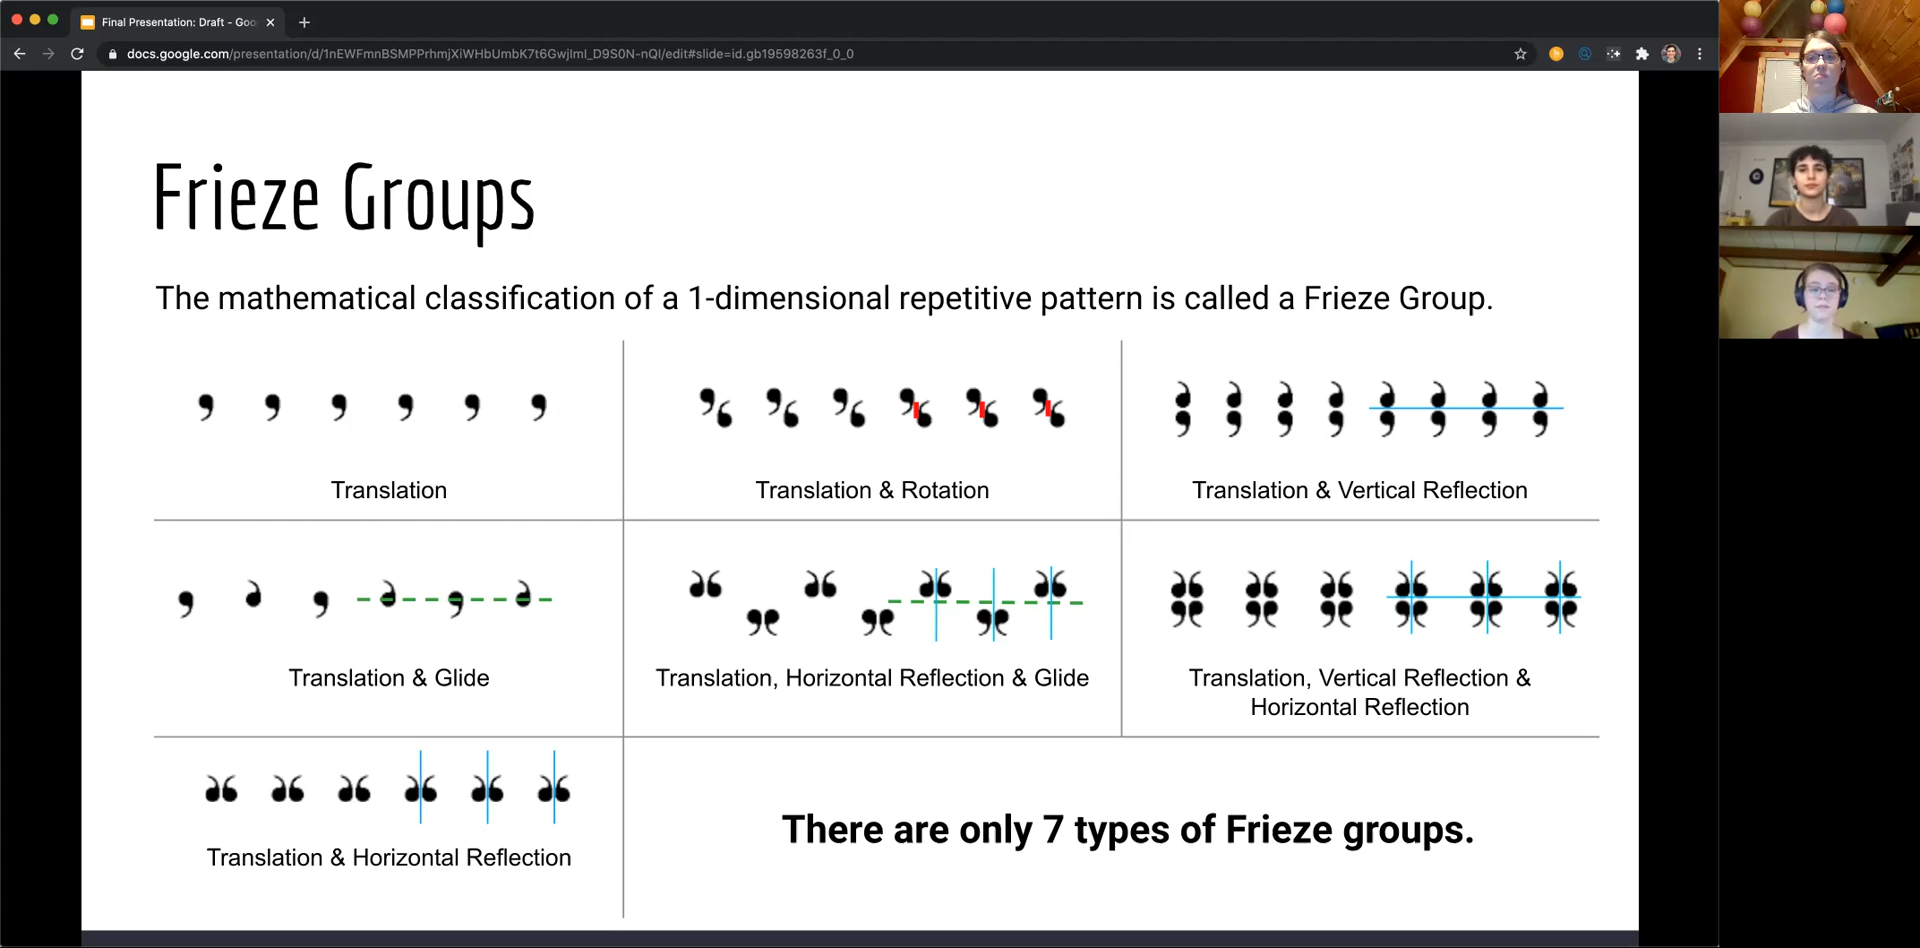 Final Presentation: Draft - Goo
docs.google.com/presentation/d/1nEWFmnBSMPPrhmjXiWHbUmbK7t6GwjImI_D9S0N-nQI/edit#slide=id.gb19598263f_0_0
Frieze Groups
The mathematical classification of a 1-dimensional repetitive pattern is called a Frieze Group.
Translation
Translation & Rotation
Translation & Vertical Reflection
Translation & Glide
Translation, Horizontal Reflection & Glide
Translation, Vertical Reflection &
Horizontal Reflection
Translation & Horizontal Reflection
There are only 7 types of Frieze groups.